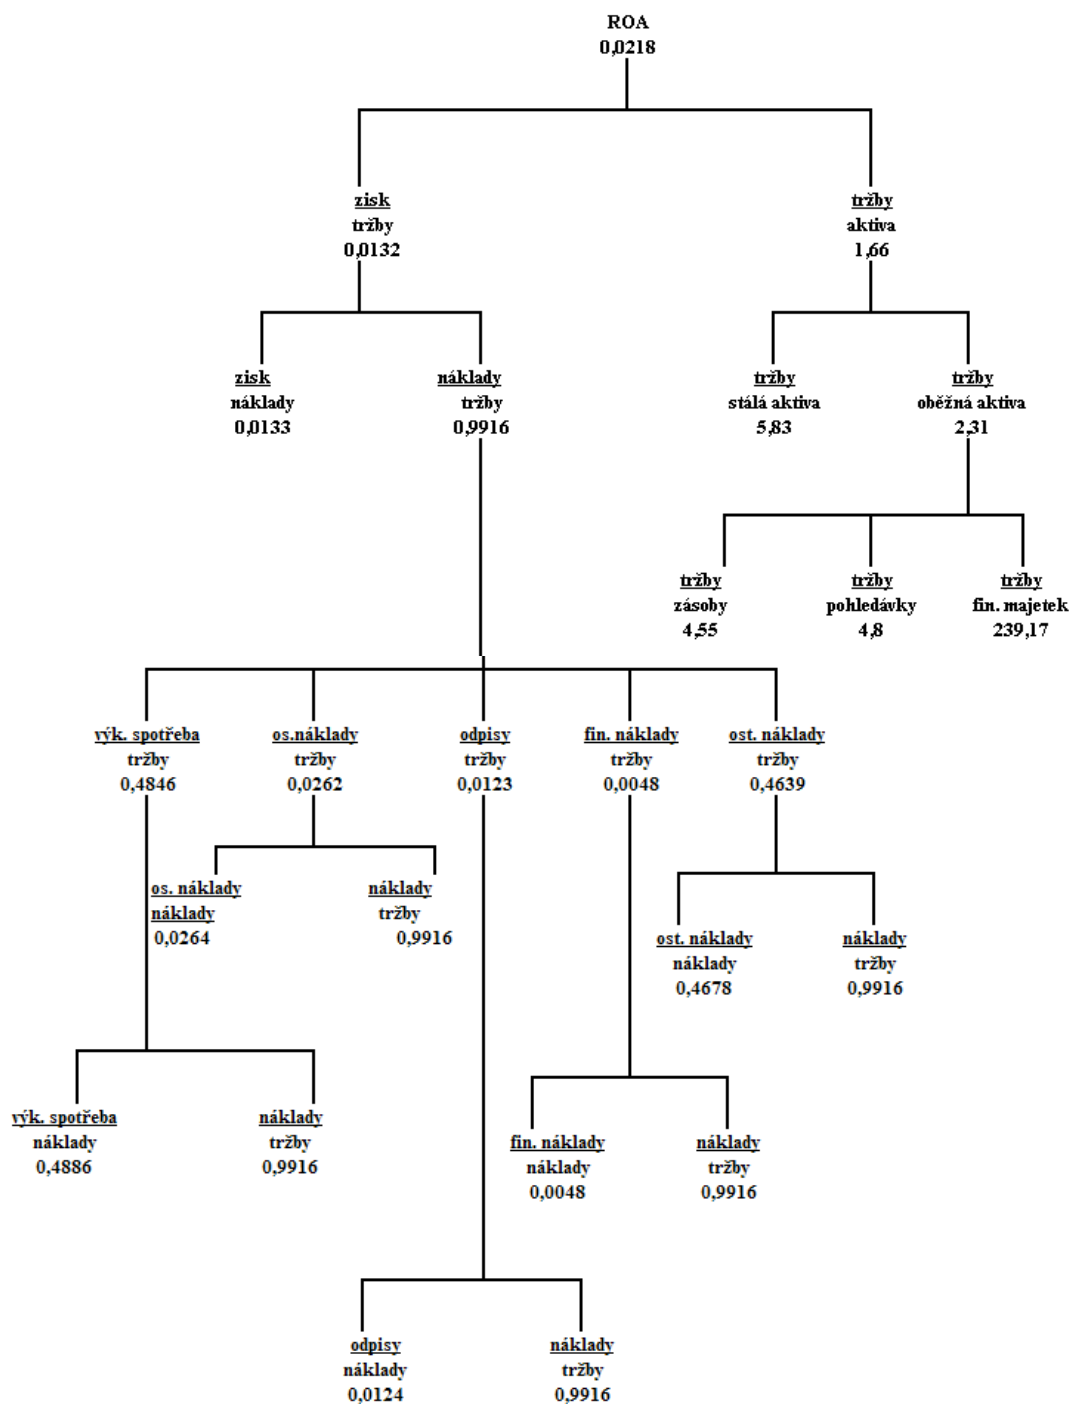 ROA
0,0218
zisk
tržby
0,0132
tržby
aktiva
1,66
zisk
náklady
0,0133
náklady
tržby
0,9916
tržby
stálá aktiva
5,83
tržby
oběžná aktiva
2,31
tržby
zásoby
4,55
tržby
pohledávky
4,8
tržby
fin. majetek
239,17
výk. spotřeba
tržby
0,4846
os.náklady
tržby
0,0262
odpisy
tržby
0,0123
fin. náklady
tržby
0,0048
ost. náklady
tržby
0,4639
os. náklady
náklady
0,0264
náklady
tržby
0,9916
ost. náklady
náklady
0,4678
náklady
tržby
0,9916
výk. spotřeba
náklady
0,4886
náklady
tržby
0,9916
fin. náklady
náklady
0,0048
náklady
tržby
0,9916
odpisy
náklady
0,0124
náklady
tržby
0,9916